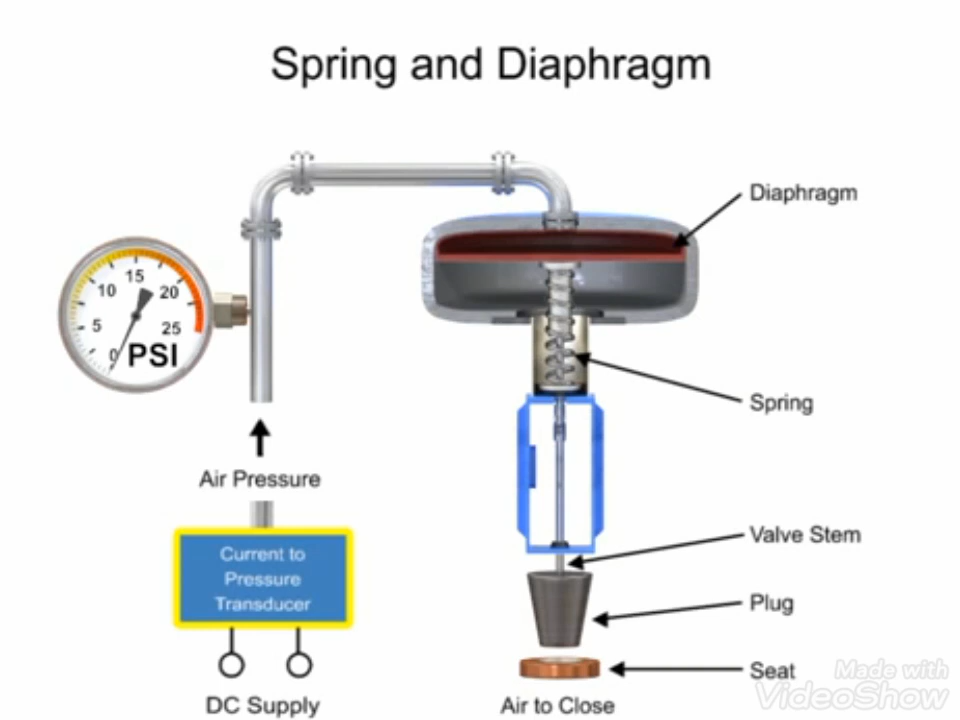 Spring and Diaphragm
Diaphragm
15
10
20
5
25
0
PSI
Spring
Air Pressure
Current to
Pressure
Transducer
Valve Stem
Plug
Seat
DC Supply
Air to Close
Made with
VideoShow